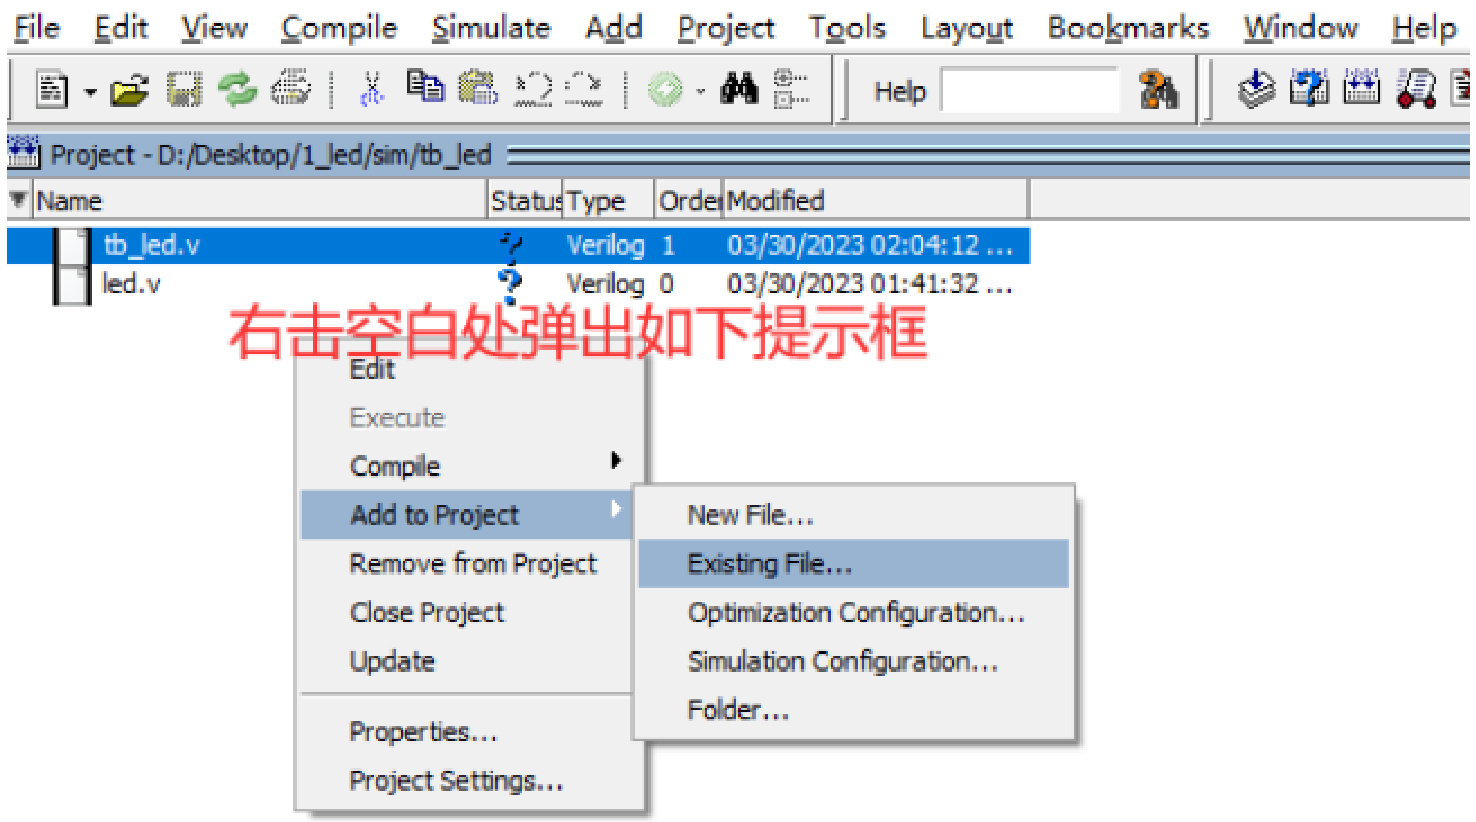 File Edit View Compile Simulate Add Project Tools Layout Bookmarks Window Help
Help
Project - D:/Desktop/1_led/sim/tb_led
Name Status Type Order Modified
tb_led.v ? Verilog 1 03/30/2023 02:04:12 ...
led.v ? Verilog 0 03/30/2023 01:41:32 ...
右击空白处弹出如下提示框
Edit
Execute
Compile
Add to Project
Remove from Project
Close Project
Update
Properties...
Project Settings...
New File...
Existing File...
Optimization Configuration...
Simulation Configuration...
Folder...